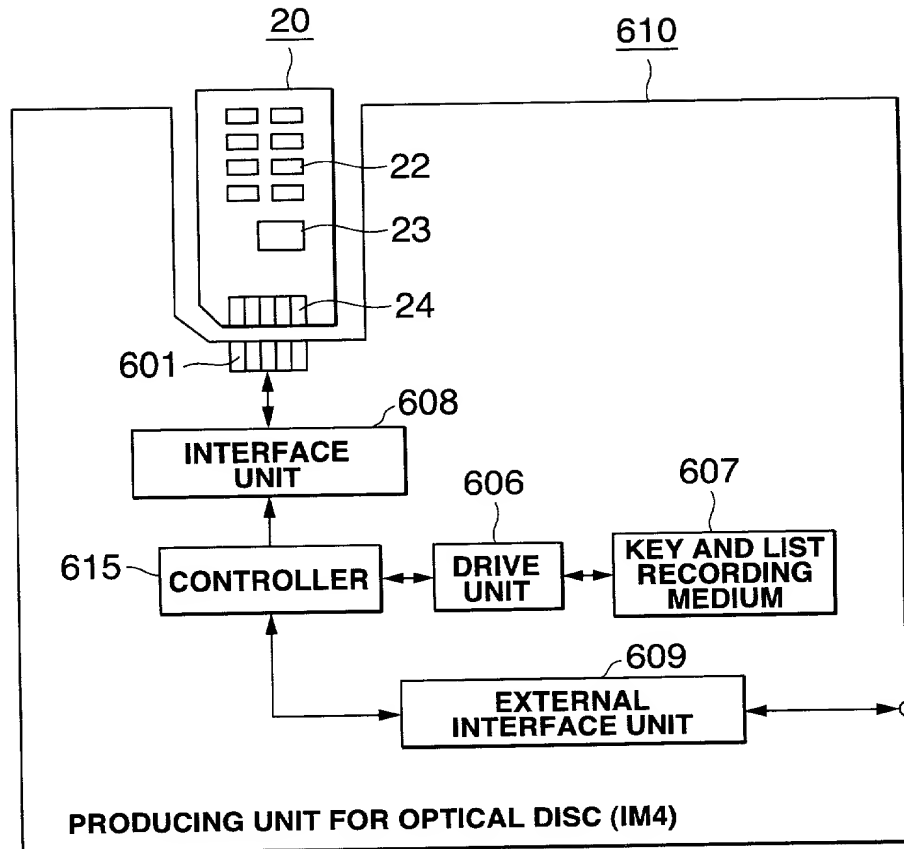 20
610
22
23
24
601
608
INTERFACE
UNIT
606
607
615
CONTROLLER
DRIVE
UNIT
KEY AND LIST
RECORDING
MEDIUM
609
EXTERNAL
INTERFACE UNIT
PRODUCING UNIT FOR OPTICAL DISC (IM4)